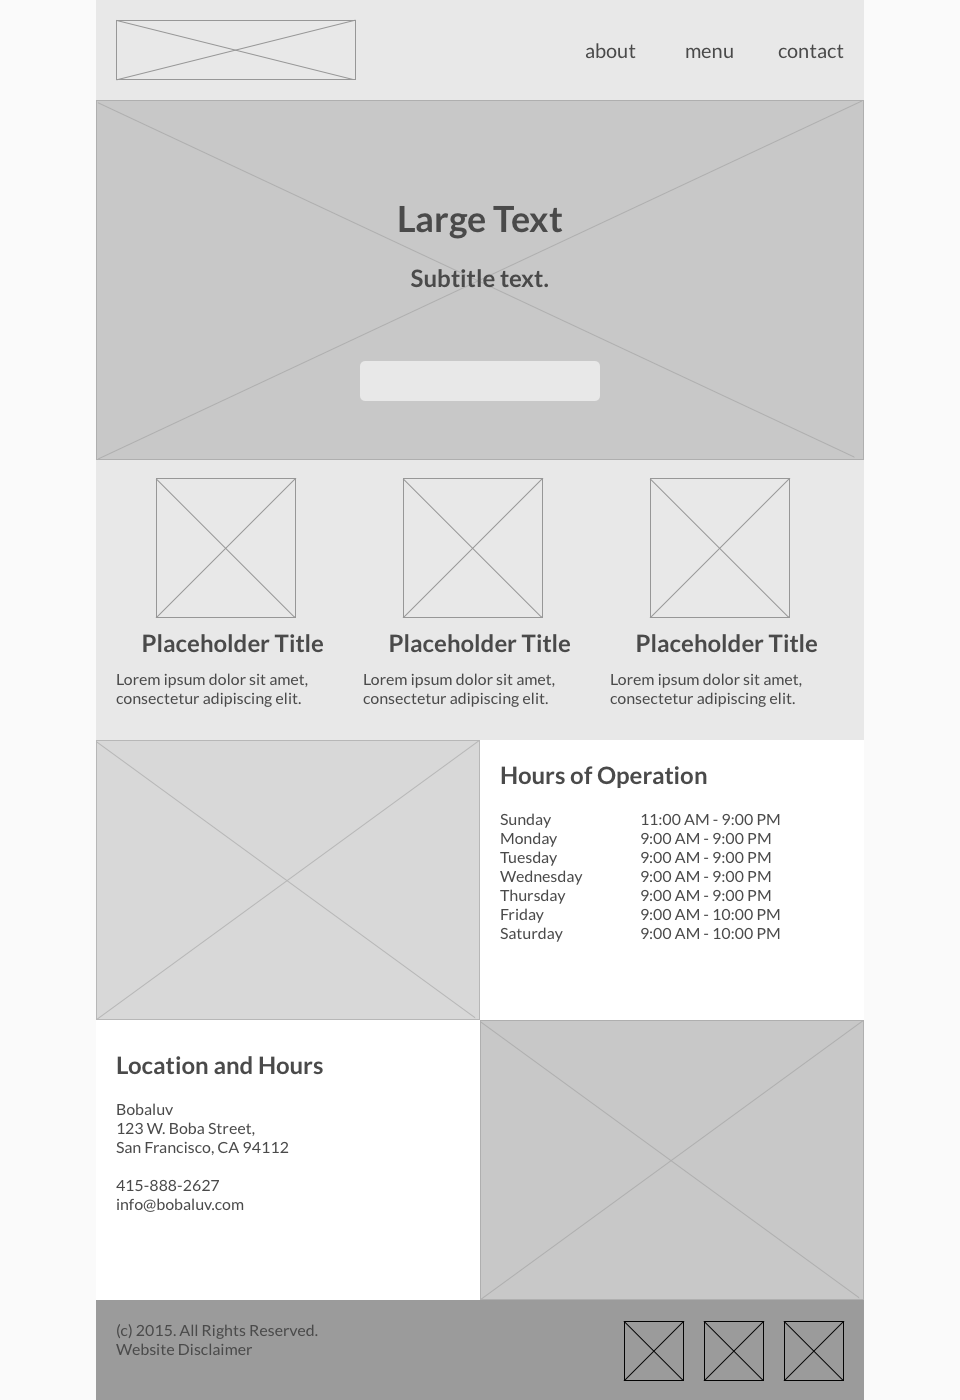 about menu contact
Large Text
Subtitle text.
Placeholder Title
Lorem ipsum dolor sit amet,
consectetur adipiscing elit.
Placeholder Title
Lorem ipsum dolor sit amet,
consectetur adipiscing elit.
Placeholder Title
Lorem ipsum dolor sit amet,
consectetur adipiscing elit.
Hours of Operation
Sunday 11:00 AM - 9:00 PM
Monday 9:00 AM - 9:00 PM
Tuesday 9:00 AM - 9:00 PM
Wednesday 9:00 AM - 9:00 PM
Thursday 9:00 AM - 9:00 PM
Friday 9:00 AM - 10:00 PM
Saturday 9:00 AM - 10:00 PM
Location and Hours
Bobaluv
123 W. Boba Street,
San Francisco, CA 94112
415-888-2627
info@bobaluv.com
(c) 2015. All Rights Reserved.
Website Disclaimer